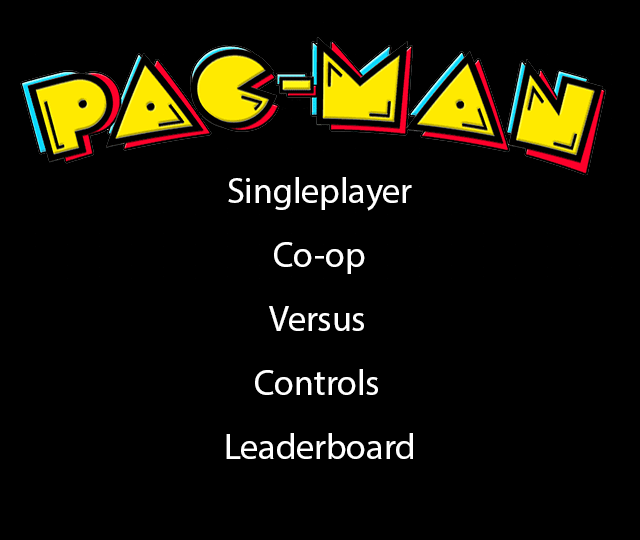 PAC-MAN
Singleplayer
Co-op
Versus
Controls
Leaderboard